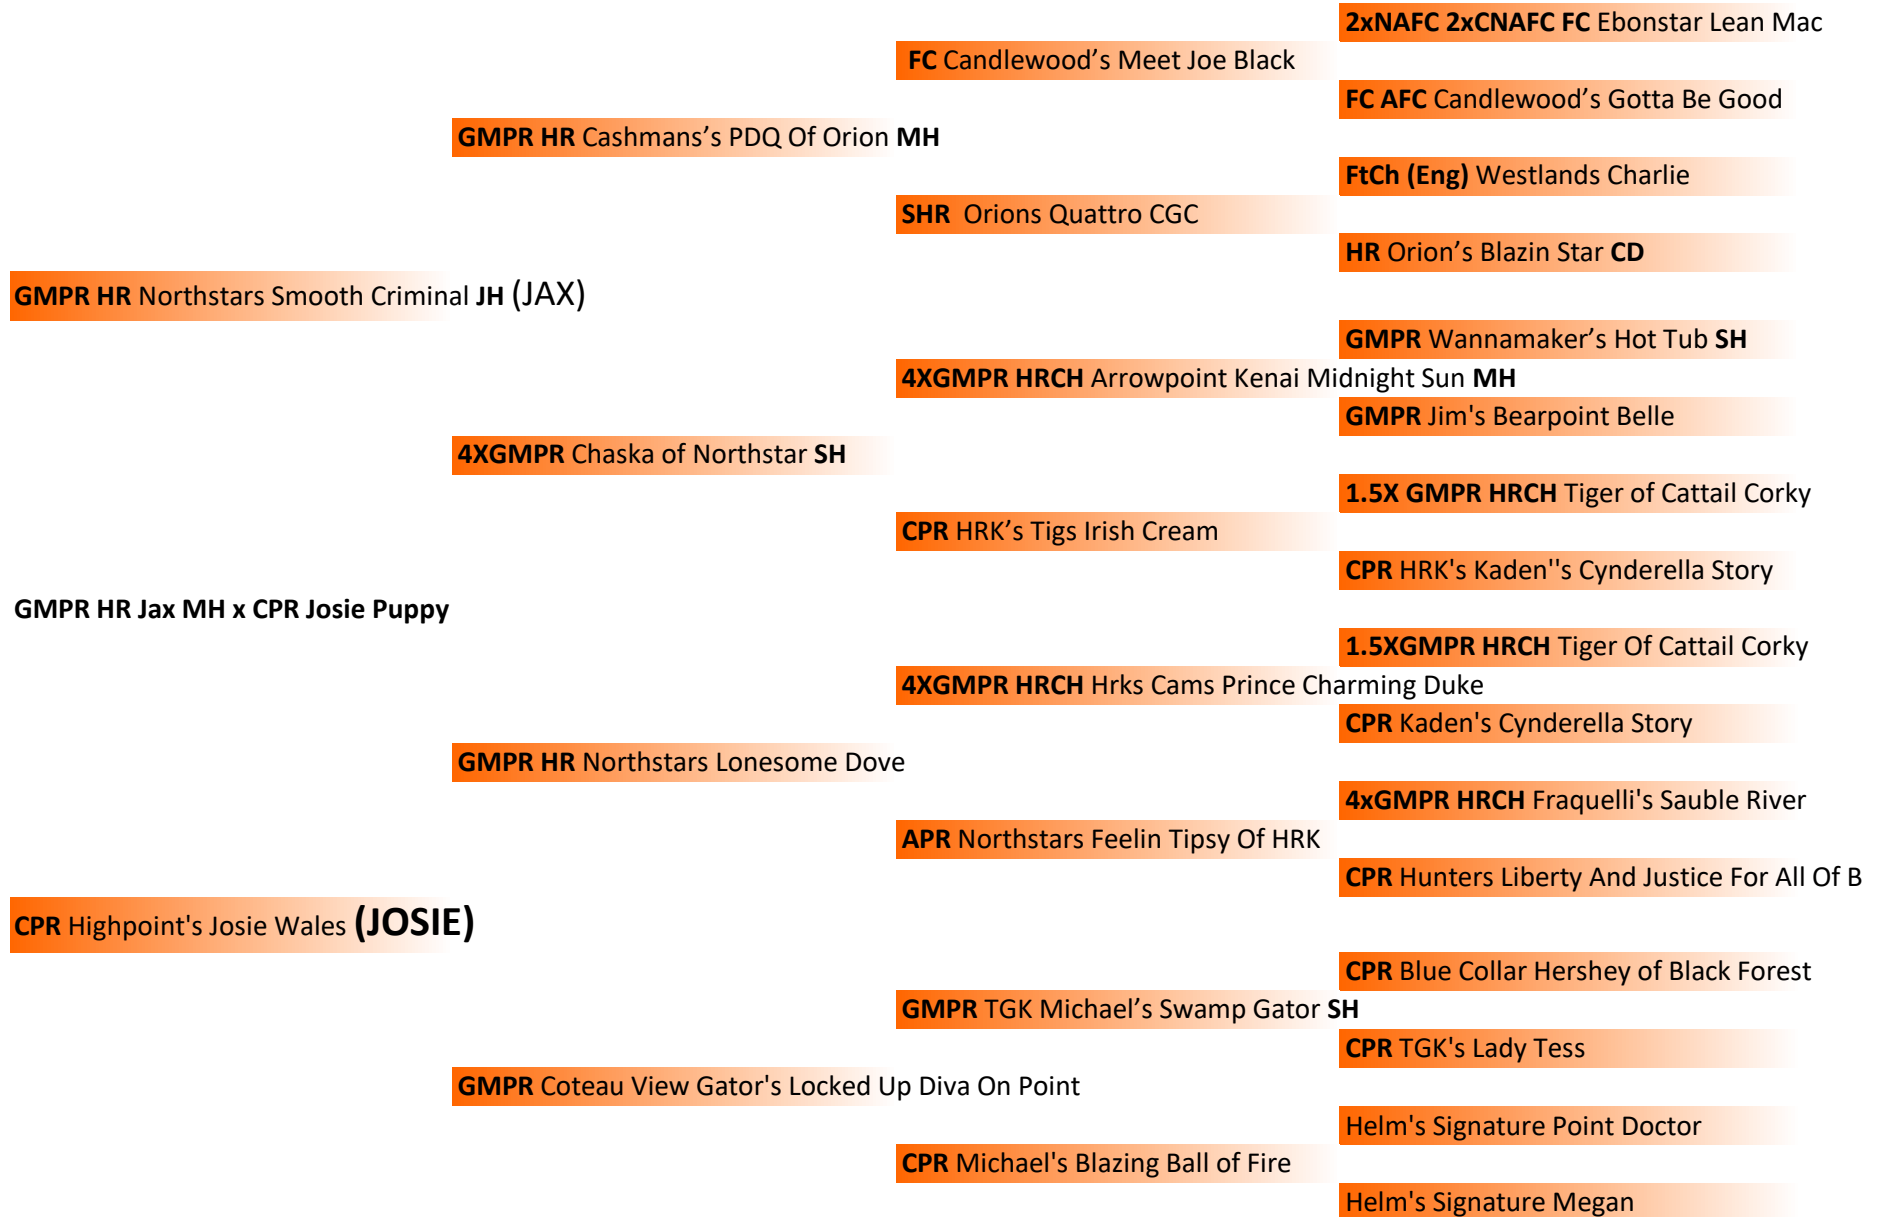 2xNAFC 2xCNAFC FC Ebonstar Lean Mac
FC Candlewood’s Meet Joe Black
FC AFC Candlewood’s Gotta Be Good
GMPR HR Cashmans’s PDQ Of Orion MH
FtCh (Eng) Westlands Charlie
SHR Orions Quattro CGC
HR Orion’s Blazin Star CD
GMPR HR Northstars Smooth Criminal JH (JAX)
GMPR Wannamaker’s Hot Tub SH
4XGMPR HRCH Arrowpoint Kenai Midnight Sun MH
GMPR Jim's Bearpoint Belle
4XGMPR Chaska of Northstar SH
1.5X GMPR HRCH Tiger of Cattail Corky
CPR HRK’s Tigs Irish Cream
CPR HRK's Kaden''s Cynderella Story
GMPR HR Jax MH x CPR Josie Puppy
1.5XGMPR HRCH Tiger Of Cattail Corky
4XGMPR HRCH Hrks Cams Prince Charming Duke
CPR Kaden's Cynderella Story
GMPR HR Northstars Lonesome Dove
4xGMPR HRCH Fraquelli's Sauble River
APR Northstars Feelin Tipsy Of HRK
CPR Hunters Liberty And Justice For All Of B
CPR Highpoint's Josie Wales (JOSIE)
CPR Blue Collar Hershey of Black Forest
GMPR TGK Michael’s Swamp Gator SH
CPR TGK's Lady Tess
GMPR Coteau View Gator's Locked Up Diva On Point
Helm's Signature Point Doctor
CPR Michael's Blazing Ball of Fire
Helm's Signature Megan